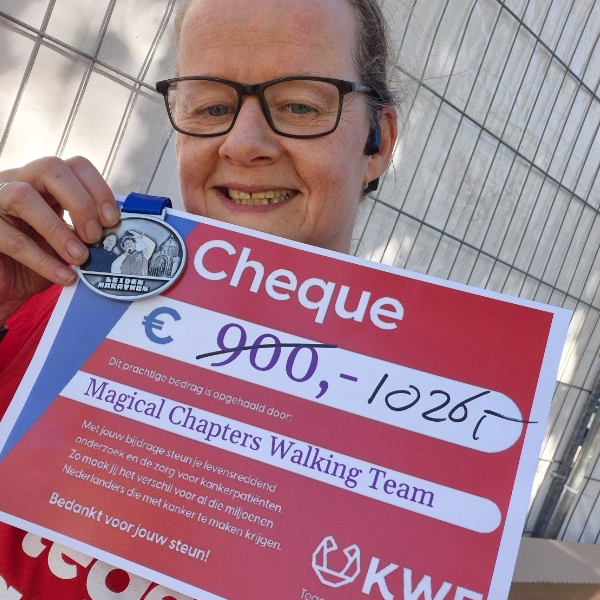 LEIDEN
MARATHON
Cheque
€ 900,- 1026,-
Dit prachtige bedrag is opgehaald door:
Magical Chapters Walking Team
Met jouw bijdrage steun je levensreddend
onderzoek en de zorg voor kankerpatiënten.
Zo maak jij het verschil voor al die miljoenen
Nederlanders die met kanker te maken krijgen.
Bedankt voor jouw steun!
KWF